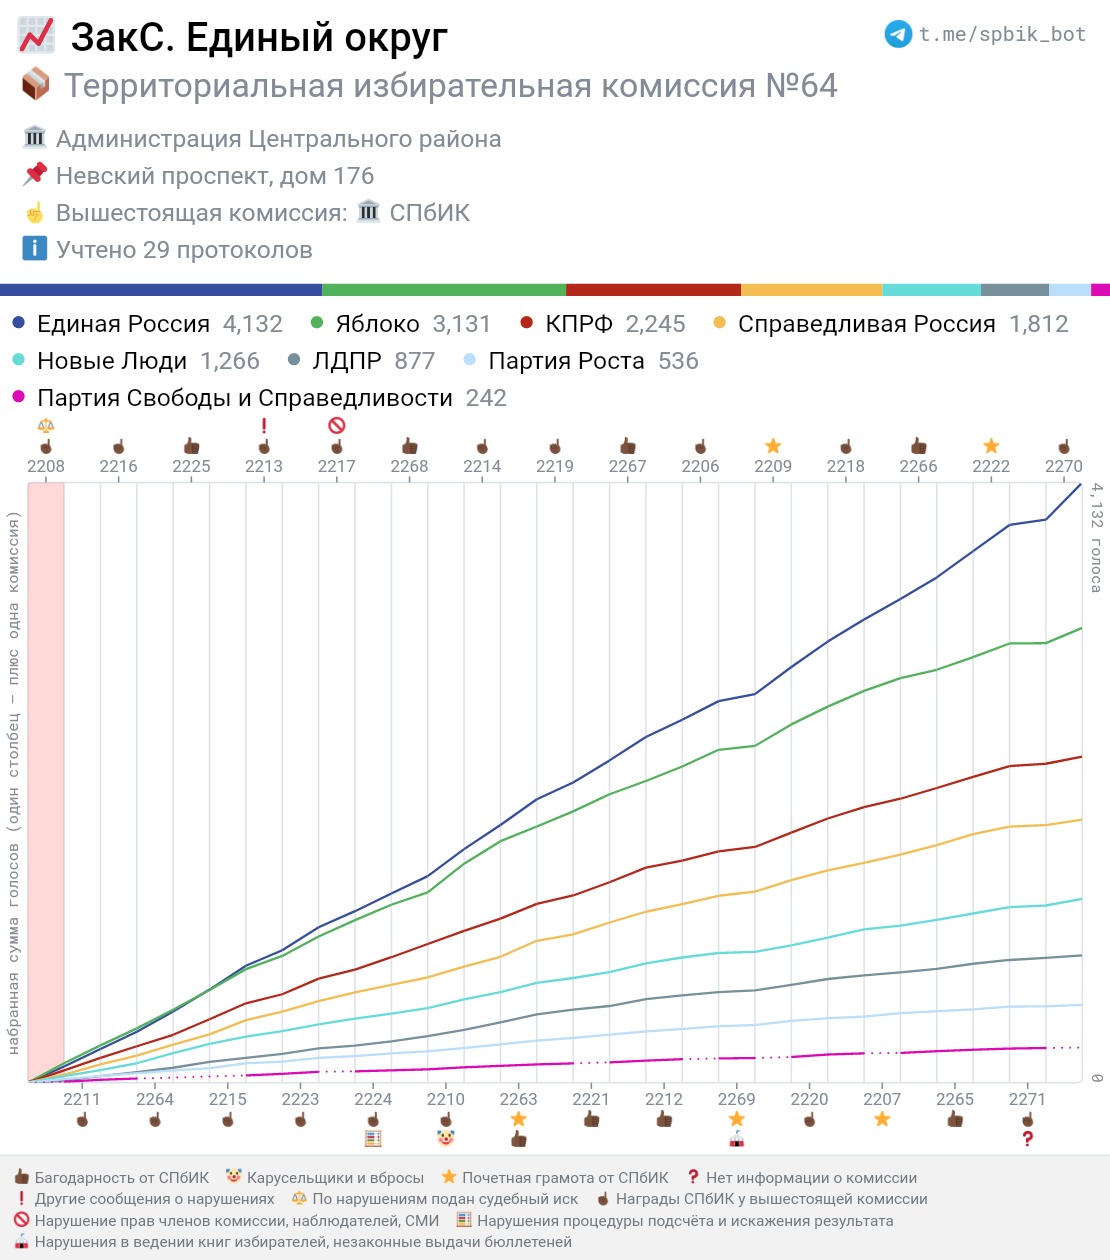 ЗакС. Единый округ
t.me/spbik_bot
Территориальная избирательная комиссия №64
Администрация Центрального района
Невский проспект, дом 176
Вышестоящая комиссия: СПбИК
Учтено 29 протоколов
Единая Россия 4,132 Яблоко 3,131 КПРФ 2,245 Справедливая Россия 1,812
Новые Люди 1,266 ЛДПР 877 Партия Роста 536
Партия Свободы и Справедливости 242
2208 2216 2225 2213 2217 2268 2214 2219 2267 2206 2209 2218 2266 2222 2270
набранная сумма голосов (один столбец – плюс одна комиссия)
4,132 голоса
0
2211 2264 2215 2223 2224 2210 2263 2221 2212 2269 2220 2207 2265 2271
Багодарность от СПбИК Карусельщики и вбросы Почетная грамота от СПбИК Нет информации о комиссии
Другие сообщения о нарушениях По нарушениям подан судебный иск Награды СПбИК у вышестоящей комиссии
Нарушение прав членов комиссии, наблюдателей, СМИ Нарушения процедуры подсчёта и искажения результата
Нарушения в ведении книг избирателей, незаконные выдачи бюллетеней